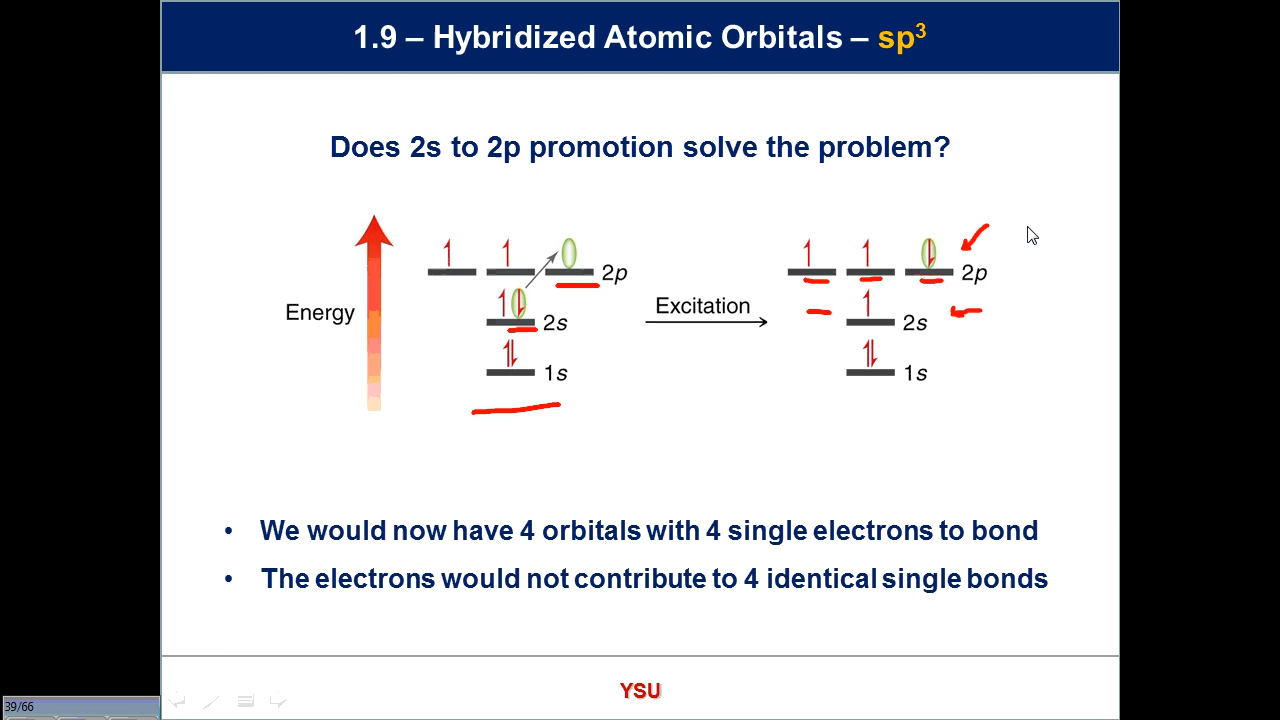 1.9 – Hybridized Atomic Orbitals – sp³
Does 2s to 2p promotion solve the problem?
Energy
2p
2s
1s
Excitation
2p
2s
1s
• We would now have 4 orbitals with 4 single electrons to bond
• The electrons would not contribute to 4 identical single bonds
YSU
39/66